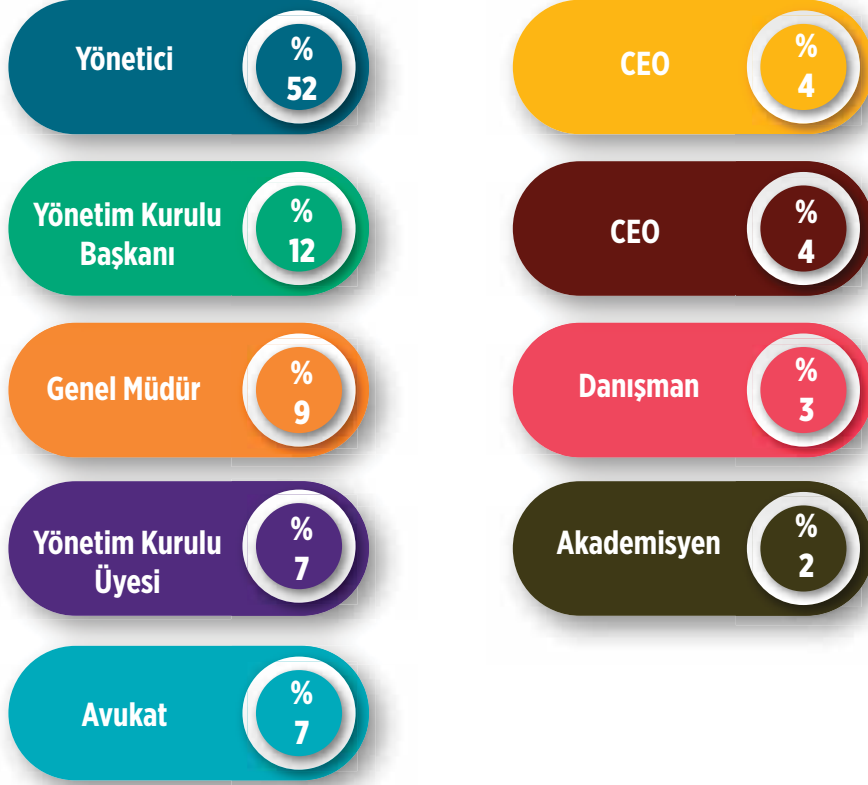 Yönetici
%
52
Yönetim Kurulu
Başkanı
%
12
Genel Müdür
%
9
Yönetim Kurulu
Üyesi
%
7
Avukat
%
7
CEO
%
4
CEO
%
4
Danışman
%
3
Akademisyen
%
2